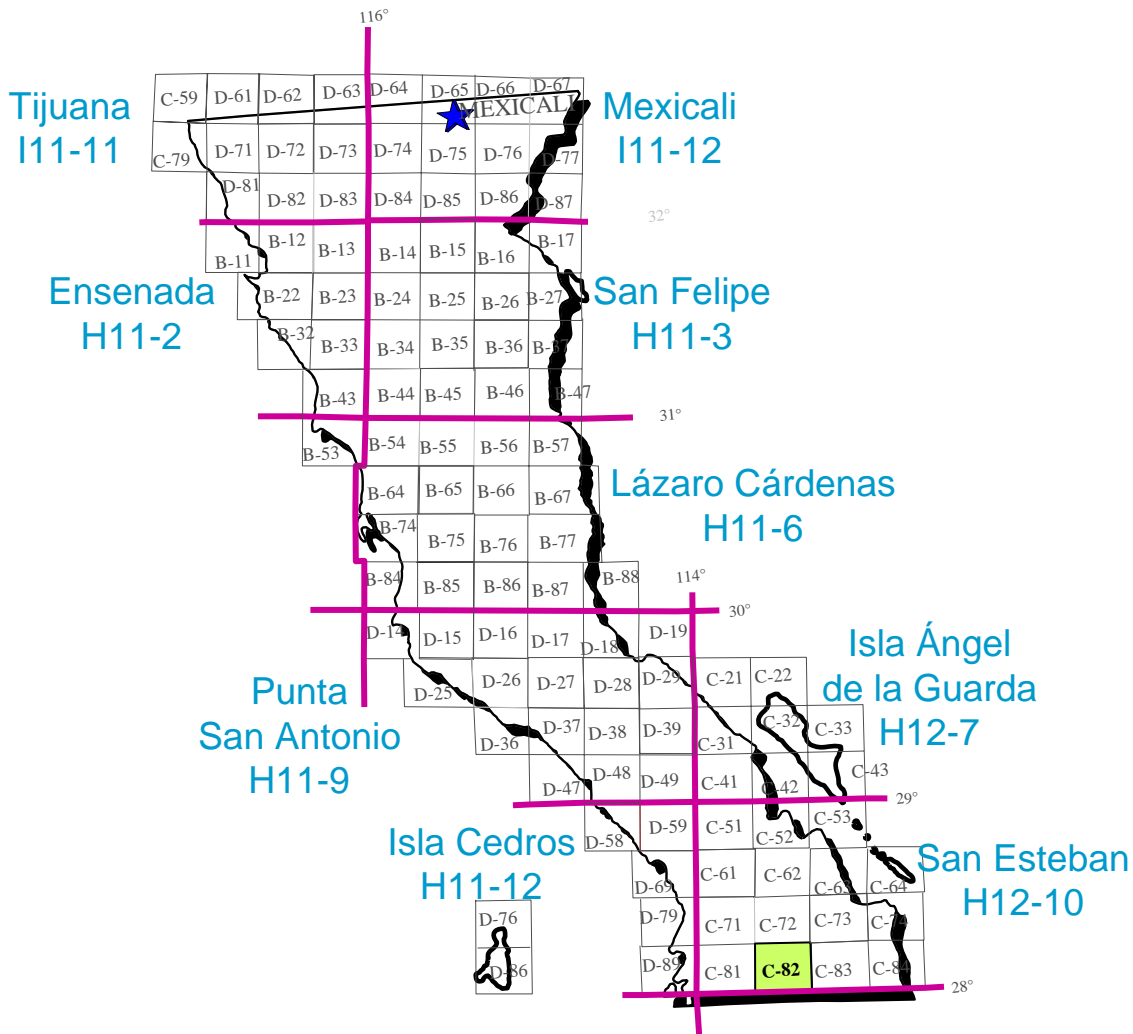 116°
C-59 D-61 D-62 D-63 D-64 D-65 D-66 D-67
MEXICALI
Tijuana
I11-11
Mexicali
I11-12
C-79 D-71 D-72 D-73 D-74 D-75 D-76 D-77
D-81 D-82 D-83 D-84 D-85 D-86 D-87
32°
B-11 B-12 B-13 B-14 B-15 B-16 B-17
Ensenada
H11-2
San Felipe
H11-3
B-22 B-23 B-24 B-25 B-26 B-27
B-32 B-33 B-34 B-35 B-36 B-37
B-43 B-44 B-45 B-46 B-47
31°
B-53 B-54 B-55 B-56 B-57
B-64 B-65 B-66 B-67
Lázaro Cárdenas
H11-6
B-74 B-75 B-76 B-77
114°
B-84 B-85 B-86 B-87 B-88
30°
D-14 D-15 D-16 D-17 D-18 D-19
Isla Ángel
de la Guarda
H12-7
D-25 D-26 D-27 D-28 D-29 C-21 C-22
Punta
San Antonio
H11-9
D-36 D-37 D-38 D-39 C-31 C-32 C-33
D-47 D-48 D-49 C-41 C-42 C-43
29°
D-58 D-59 C-51 C-52 C-53
Isla Cedros
H11-12
San Esteban
H12-10
D-69 C-61 C-62 C-63 C-64
D-76 D-79 C-71 C-72 C-73 C-74
D-86 D-89 C-81 C-82 C-83 C-84
28°